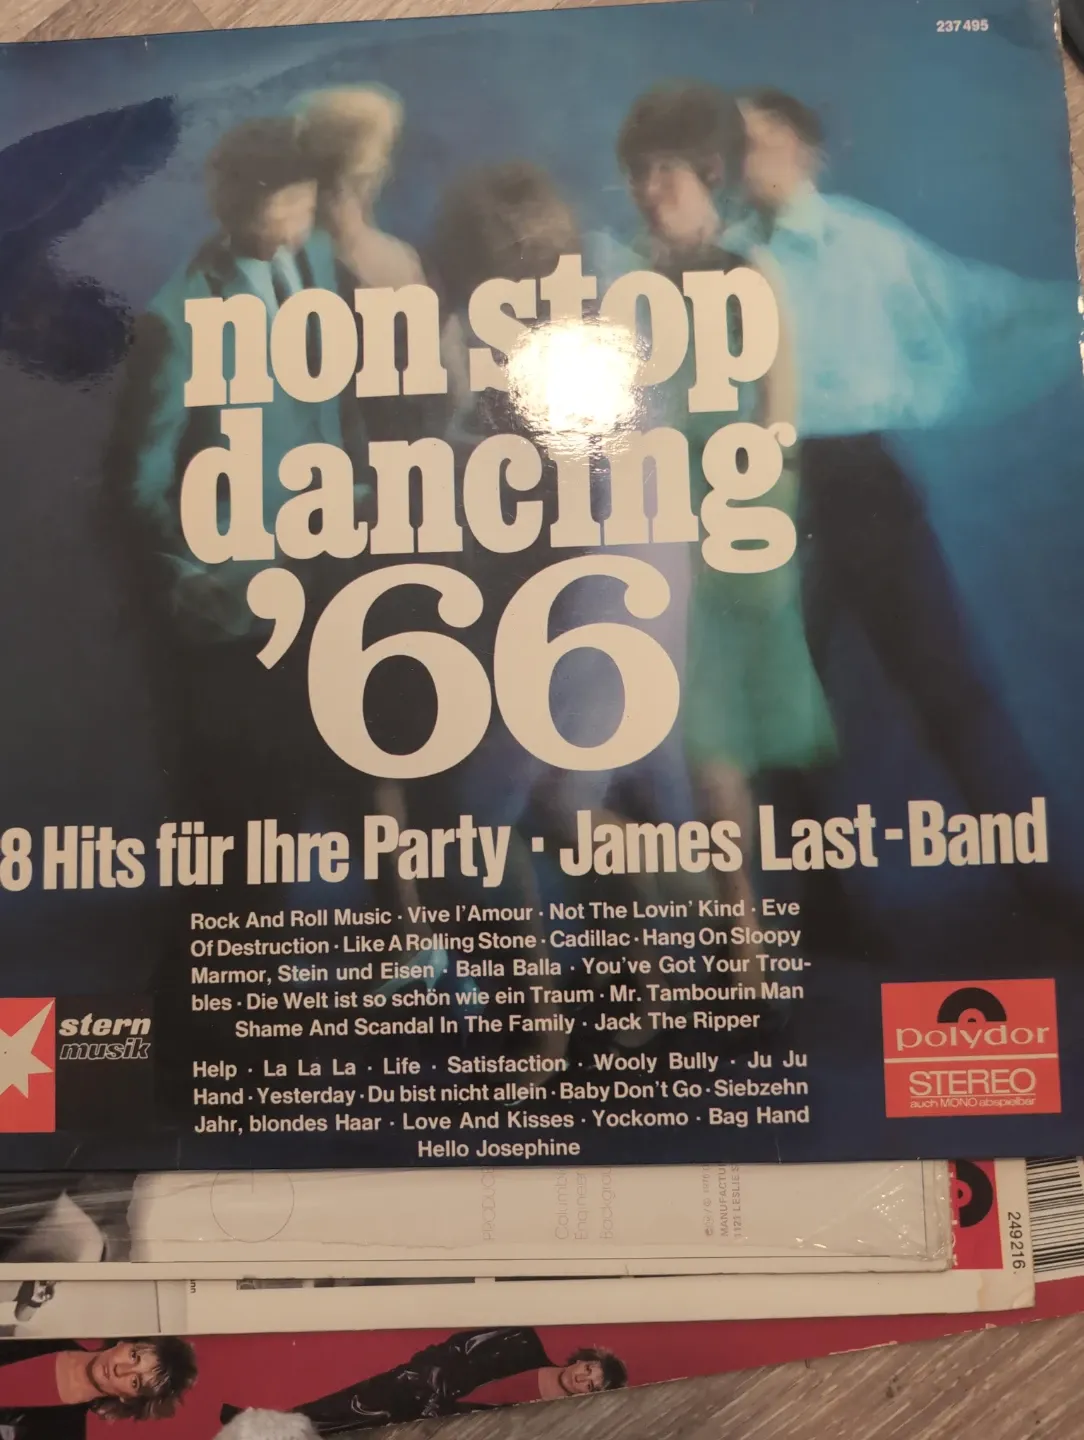 237 495
non stop
dancing
'66
8 Hits für Ihre Party · James Last-Band
Rock And Roll Music · Vive l'Amour · Not The Lovin' Kind · Eve
Of Destruction · Like A Rolling Stone · Cadillac · Hang On Sloopy
Marmor, Stein und Eisen · Balla Balla · You've Got Your Trou-
bles · Die Welt ist so schön wie ein Traum · Mr. Tambourin Man
Shame And Scandal In The Family · Jack The Ripper
Help · La La La · Life · Satisfaction · Wooly Bully · Ju Ju
Hand · Yesterday · Du bist nicht allein · Baby Don't Go · Siebzehn
Jahr, blondes Haar · Love And Kisses · Yockomo · Bag Hand
Hello Josephine
stern
musik
polydor
STEREO
auch MONO abspielbar
249216